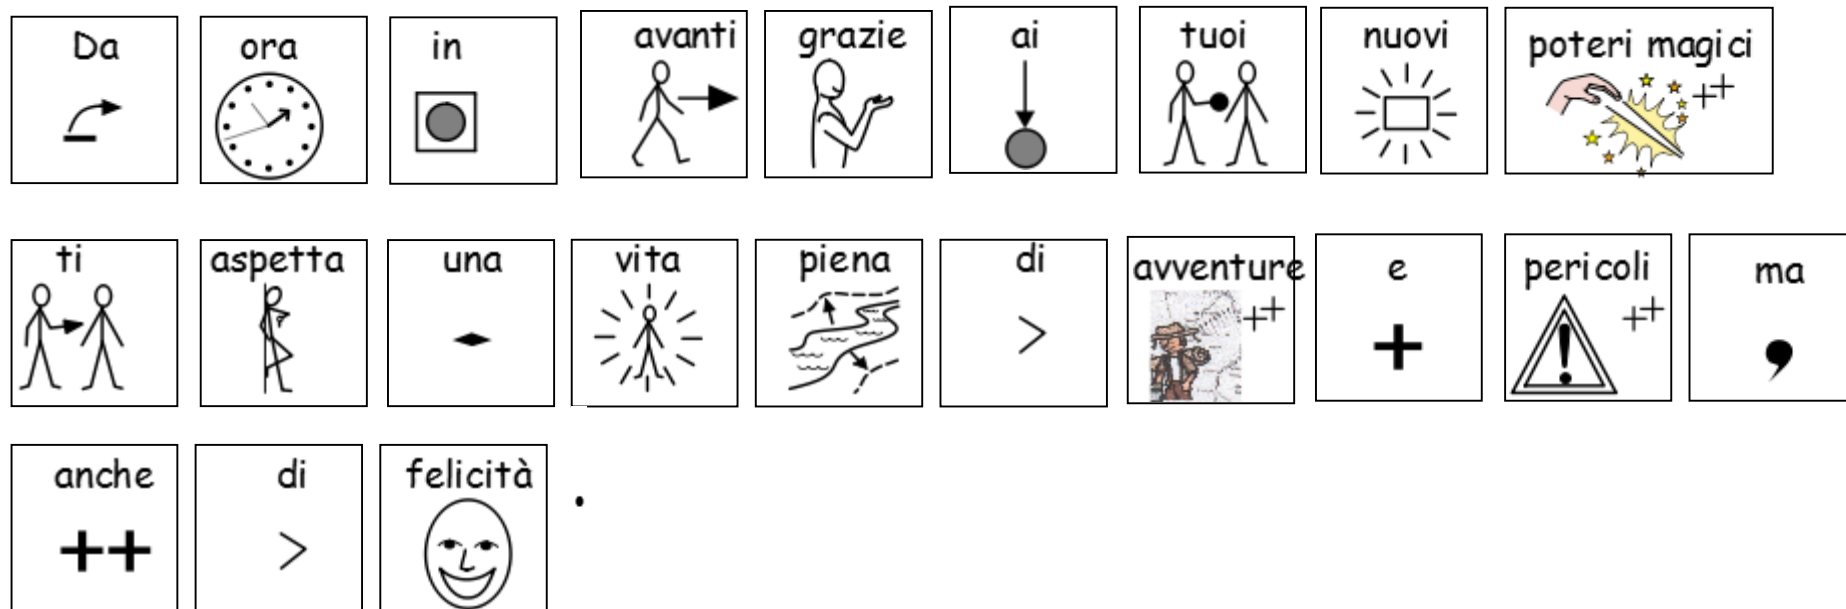 Da ora in avanti grazie ai tuoi nuovi poteri magici
ti aspetta una vita piena di avventure e pericoli ma
anche di felicità .